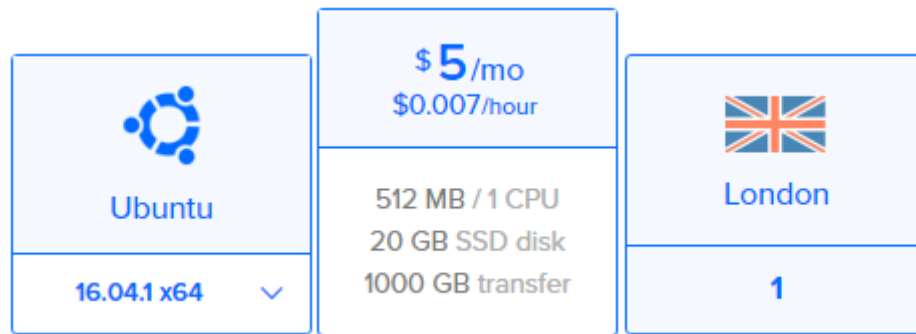 Ubuntu
16.04.1 x64
$5/mo
$0.007/hour
512 MB / 1 CPU
20 GB SSD disk
1000 GB transfer
London
1